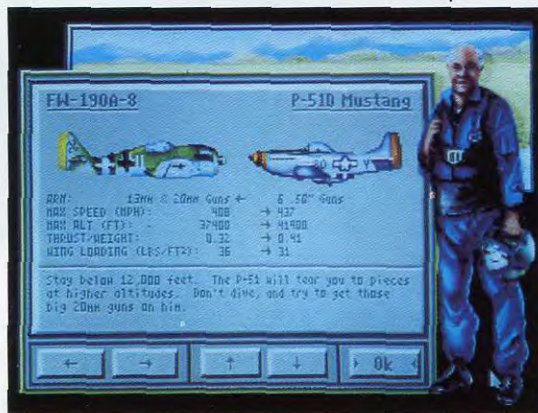 FW-190A-8 P-51D Mustang
ARM: 13MM & 20MM Guns ← 6 .50" Guns
MAX SPEED (MPH): 408 → 437
MAX ALT (FT): 37400 → 41900
THRUST/WEIGHT: 0.32 → 0.41
WING LOADING (LBS/FT2): 36 → 31
Stay below 12,000 feet. The P-51 will tear you to pieces
at higher altitudes. Don't dive, and try to get those
big 20MM guns on him.
← → ↑ ↓ Ok